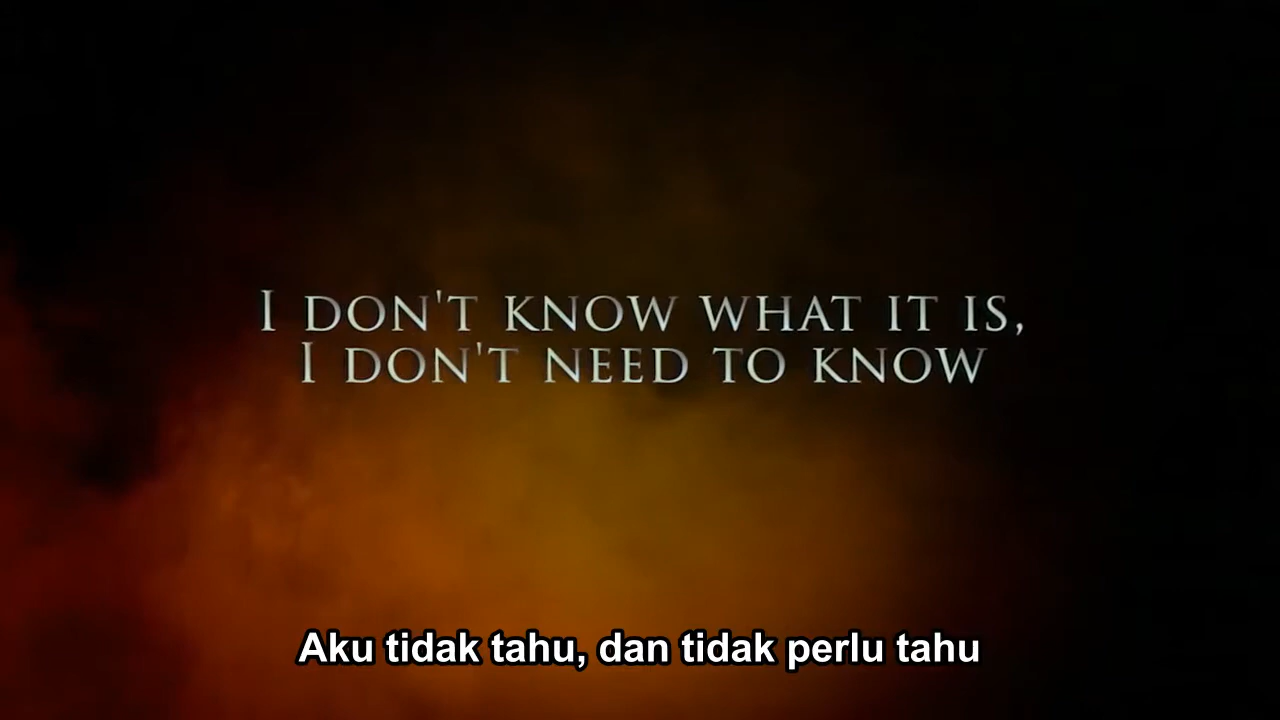 I DON'T KNOW WHAT IT IS,
I DON'T NEED TO KNOW
Aku tidak tahu, dan tidak perlu tahu